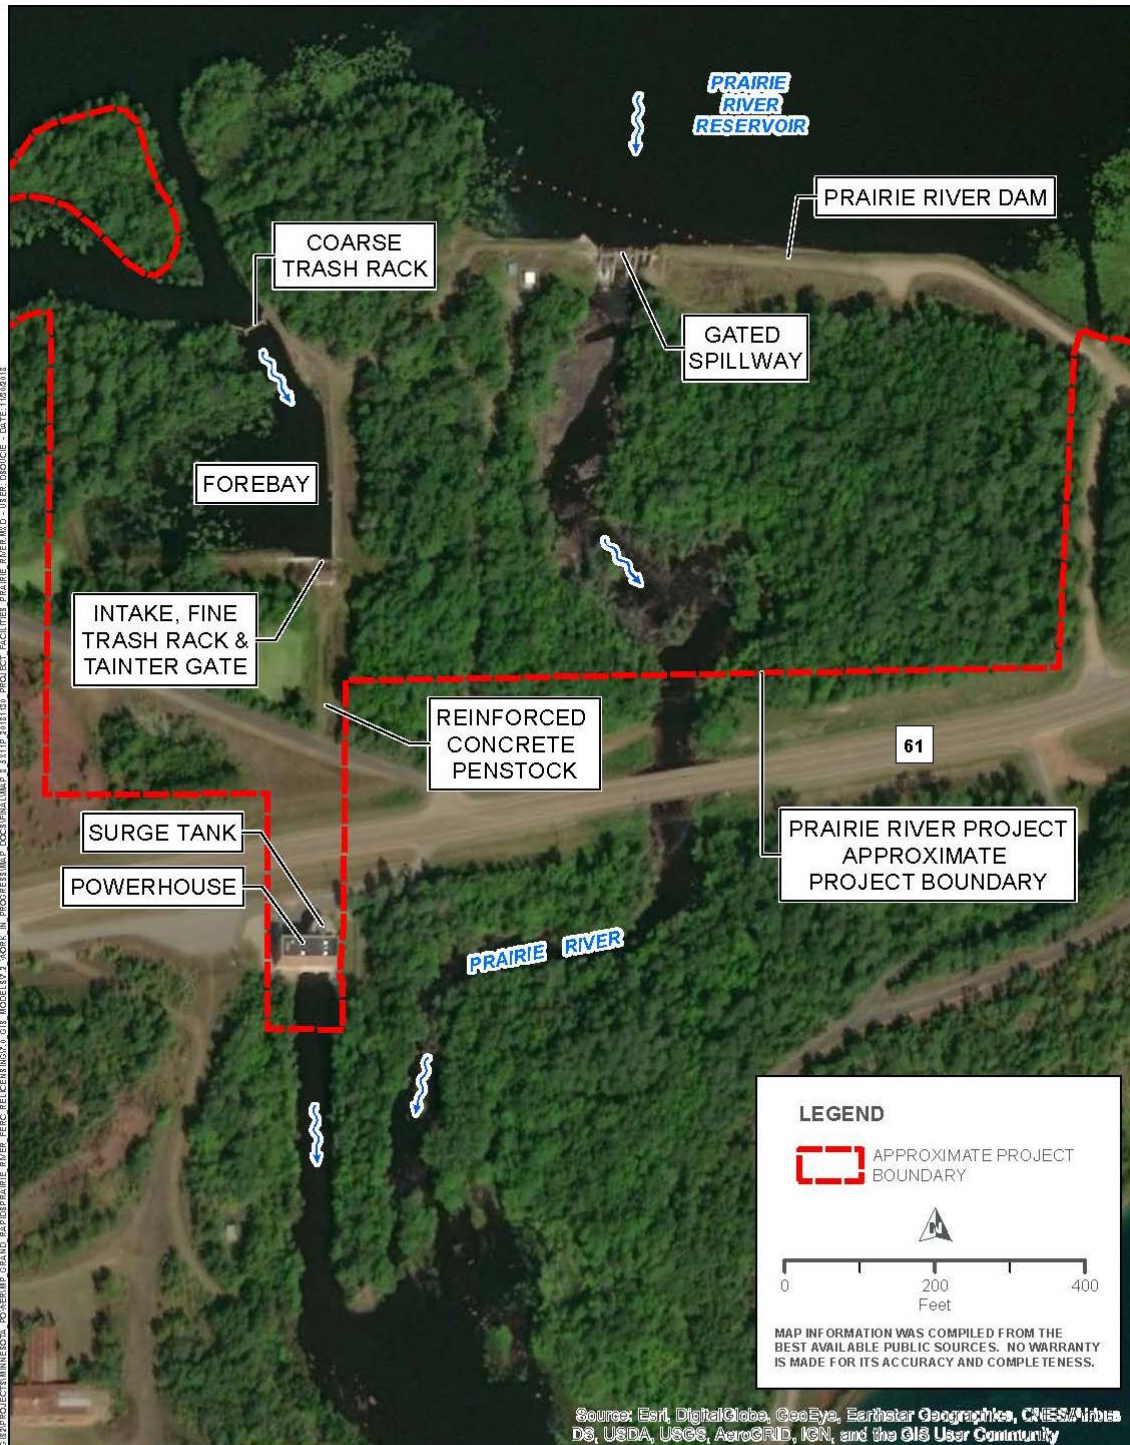 PRAIRIE
RIVER
RESERVOIR
PRAIRIE RIVER DAM
COARSE
TRASH RACK
GATED
SPILLWAY
FOREBAY
INTAKE, FINE
TRASH RACK &
TAINTER GATE
REINFORCED
CONCRETE
PENSTOCK
61
SURGE TANK
POWERHOUSE
PRAIRIE RIVER PROJECT
APPROXIMATE
PROJECT BOUNDARY
PRAIRIE RIVER
LEGEND
APPROXIMATE PROJECT
BOUNDARY
N
0 200 400
Feet
MAP INFORMATION WAS COMPILED FROM THE
BEST AVAILABLE PUBLIC SOURCES. NO WARRANTY
IS MADE FOR ITS ACCURACY AND COMPLETENESS.
Source: Esri, DigitalGlobe, GeoEye, Earthstar Geographics, CNES/Airbus
DS, USDA, USGS, AeroGRID, IGN, and the GIS User Community